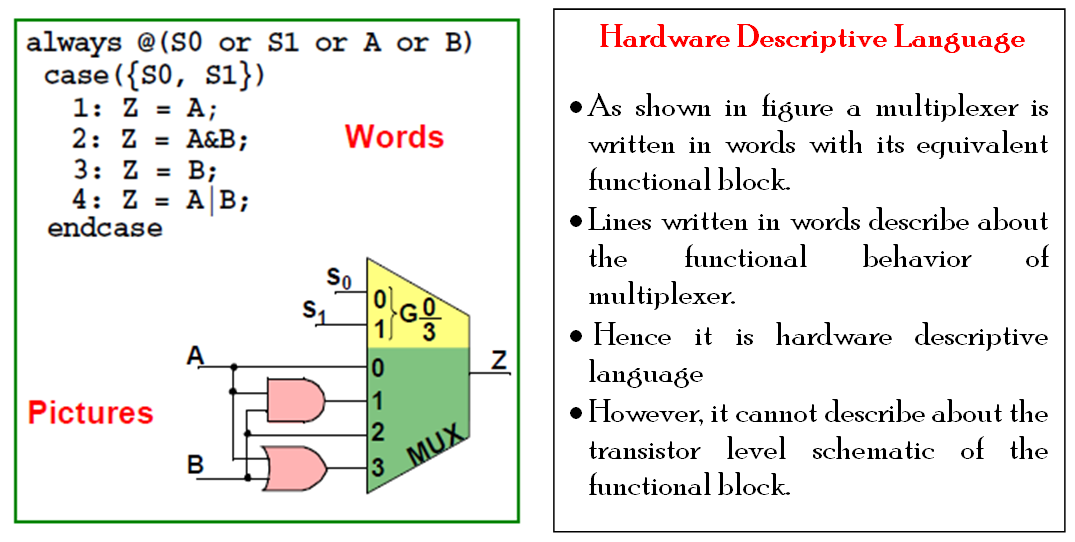 always @(S0 or S1 or A or B)
case({S0, S1})
1: Z = A;
2: Z = A&B;
3: Z = B;
4: Z = A|B;
endcase
Words
S0
S1
0
1
G 0
3
A
B
0
1
2
3
MUX
Z
Pictures
Hardware Descriptive Language
• As shown in figure a multiplexer is
written in words with its equivalent
functional block.
• Lines written in words describe about
the functional behavior of
multiplexer.
• Hence it is hardware descriptive
language
• However, it cannot describe about the
transistor level schematic of the
functional block.